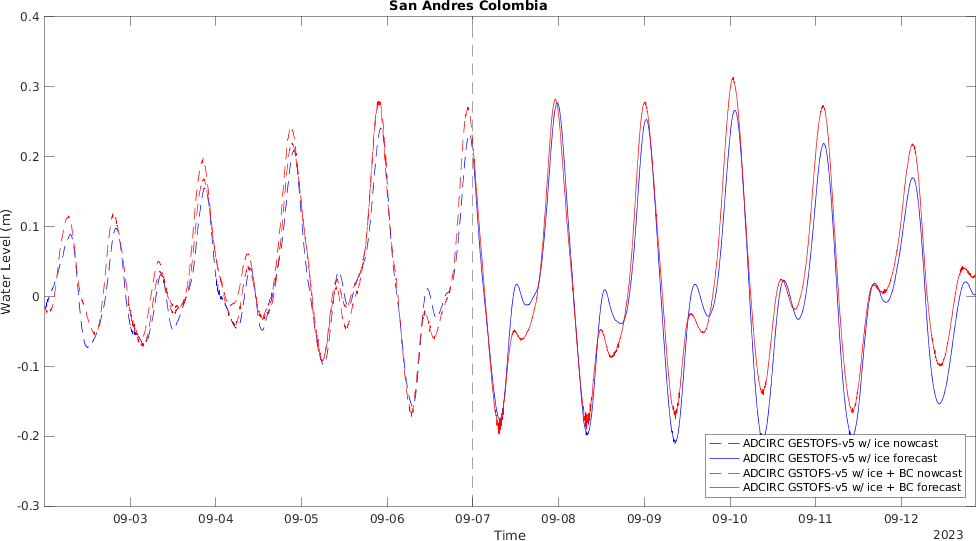 San Andres Colombia
Water Level (m)
0.4
0.3
0.2
0.1
0
-0.1
-0.2
-0.3
09-03 09-04 09-05 09-06 09-07 09-08 09-09 09-10 09-11 09-12
Time
2023
ADCIRC GESTOFS-v5 w/ ice nowcast
ADCIRC GESTOFS-v5 w/ ice forecast
ADCIRC GSTOFS-v5 w/ ice + BC nowcast
ADCIRC GSTOFS-v5 w/ ice + BC forecast